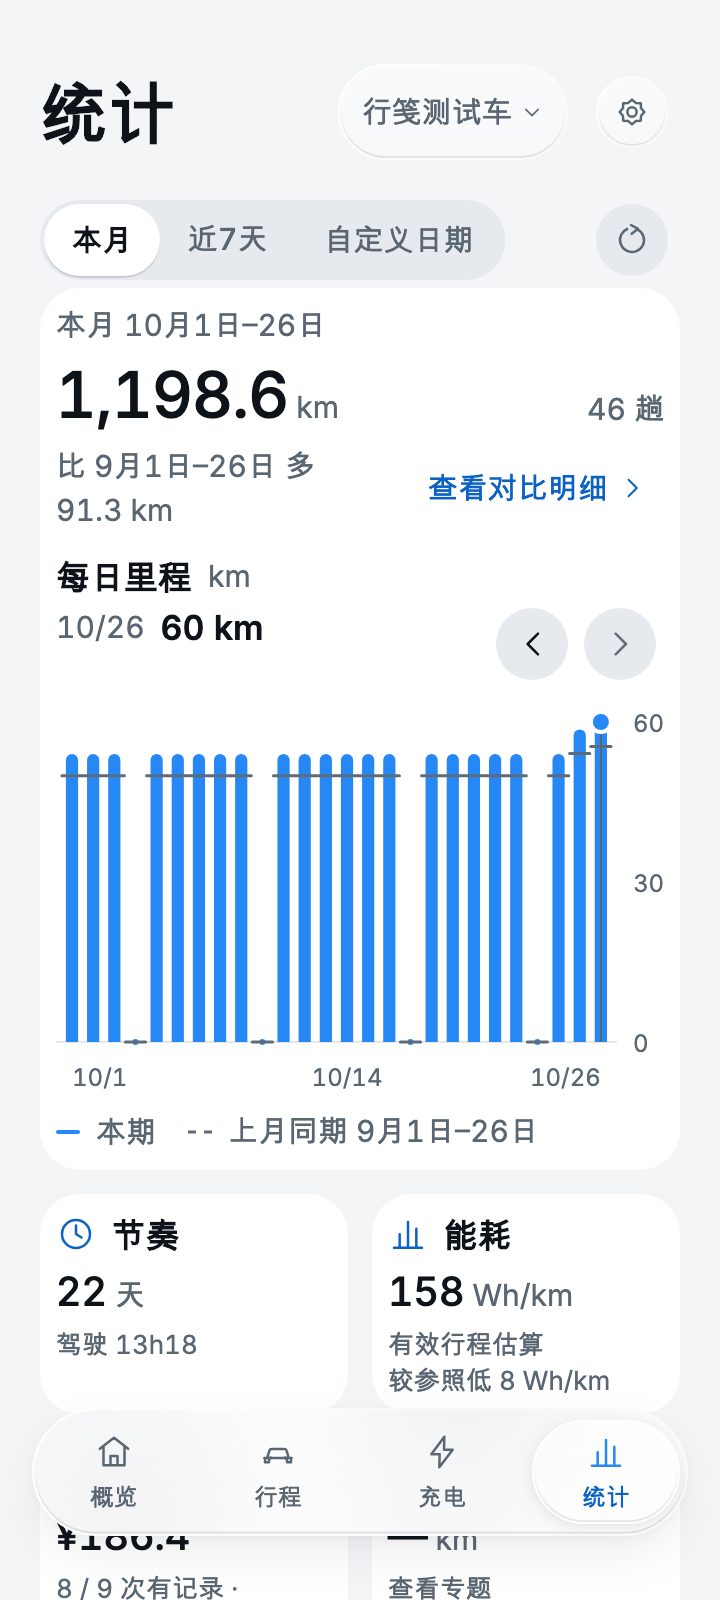 统计
行笺测试车
本月 近7天 自定义日期
本月 10月1日–26日
1,198.6 km
46 趟
比 9月1日–26日 多
91.3 km
查看对比明细
每日里程 km
10/26 60 km
60
30
0
10/1 10/14 10/26
本期 -- 上月同期 9月1日–26日
节奏
22 天
驾驶 13h18
能耗
158 Wh/km
有效行程估算
较参照低 8 Wh/km
概览 行程 充电 统计
¥186.4
8 / 9 次有记录 ·
— km
查看专题